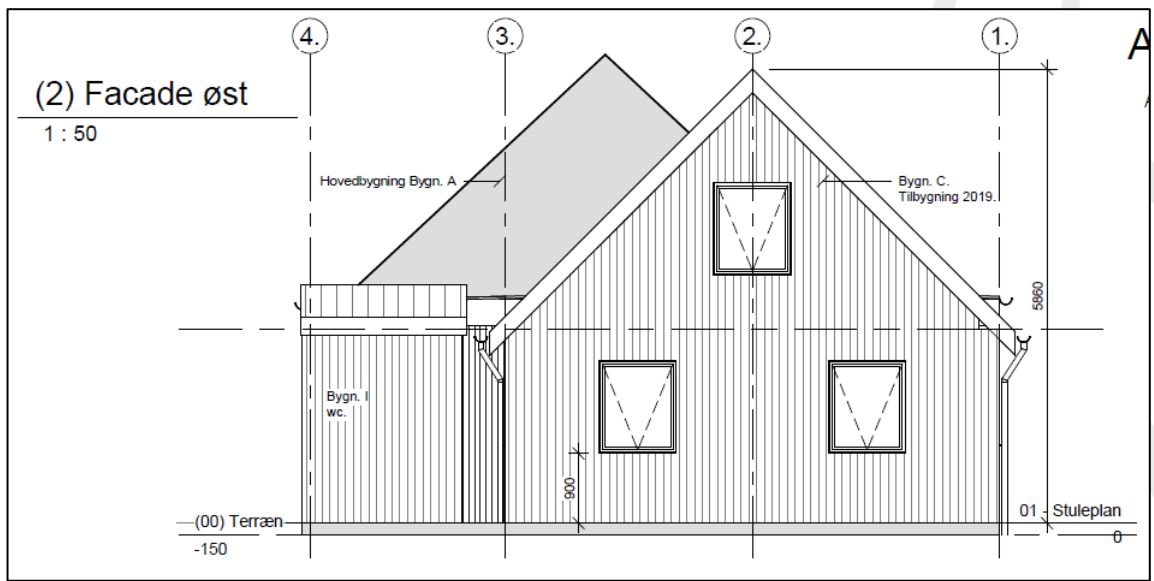 4.
3.
2.
1.
A
(2) Facade øst
1 : 50
Hovedbygning Bygn. A
Bygn. C.
Tilbygning 2019.
5860
Bygn. I
wc.
900
(00) Terræn
-150
01 - Stuleplan
0